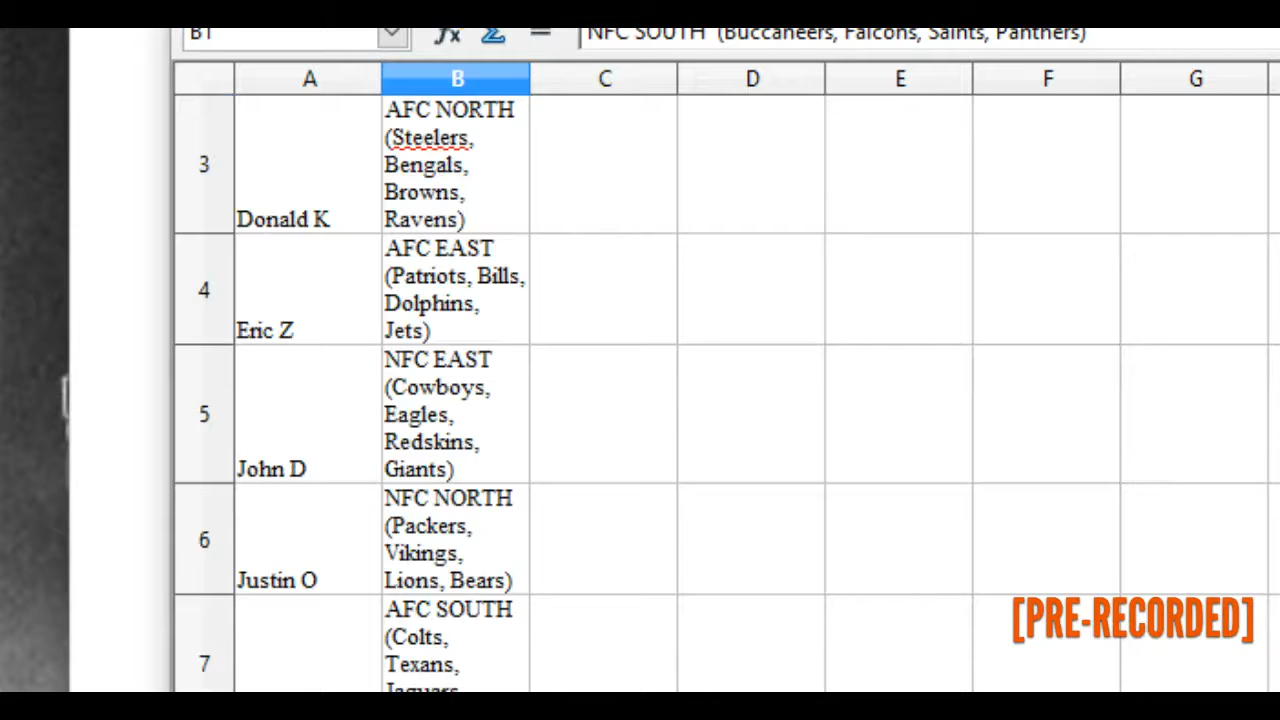 B1
NFC SOUTH (Buccaneers, Falcons, Saints, Panthers)
A B C D E F G
3
Donald K
AFC NORTH
(Steelers,
Bengals,
Browns,
Ravens)
4
Eric Z
AFC EAST
(Patriots, Bills,
Dolphins,
Jets)
5
John D
NFC EAST
(Cowboys,
Eagles,
Redskins,
Giants)
6
Justin O
NFC NORTH
(Packers,
Vikings,
Lions, Bears)
7
AFC SOUTH
(Colts,
Texans,
Jaguars,
[PRE-RECORDED]